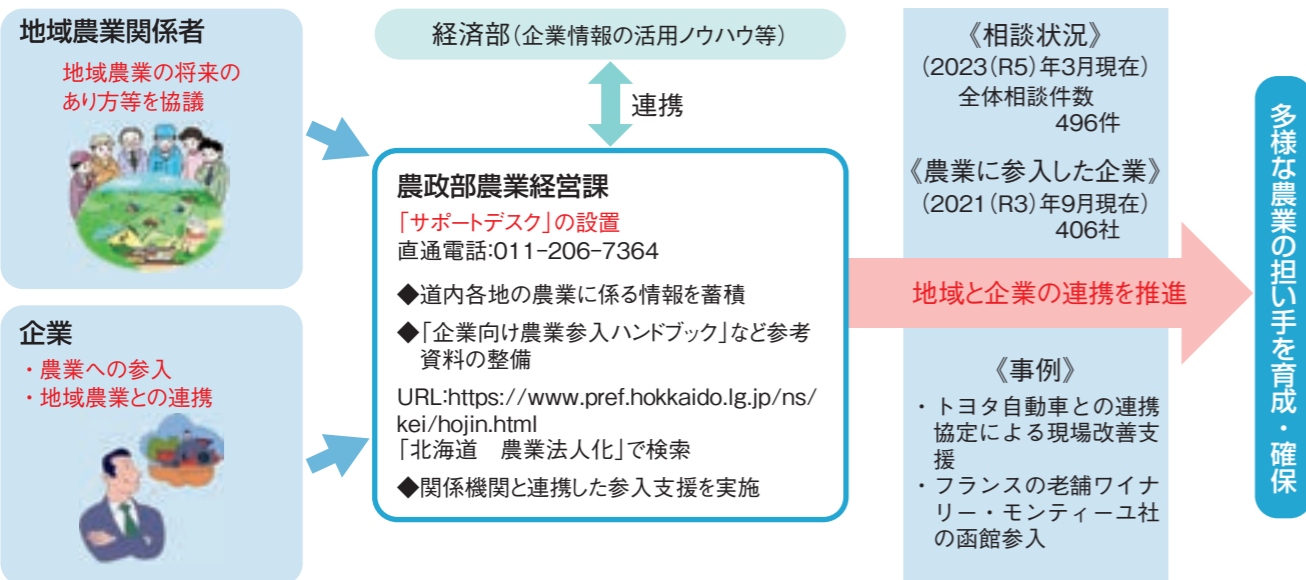 地域農業関係者
地域農業の将来の
あり方等を協議
企業
・農業への参入
・地域農業との連携
経済部（企業情報の活用ノウハウ等）
連携
農政部農業経営課
「サポートデスク」の設置
直通電話:011-206-7364
◆道内各地の農業に係る情報を蓄積
◆「企業向け農業参入ハンドブック」など参考
資料の整備
URL:https://www.pref.hokkaido.lg.jp/ns/
kei/hojin.html
「北海道　農業法人化」で検索
◆関係機関と連携した参入支援を実施
《相談状況》
（2023（R5）年3月現在）
全体相談件数
496件
《農業に参入した企業》
（2021（R3）年9月現在）
406社
地域と企業の連携を推進
《事例》
・トヨタ自動車との連携
協定による現場改善支
援
・フランスの老舗ワイナ
リー・モンティーユ社
の函館参入
多様な農業の担い手を育成・確保